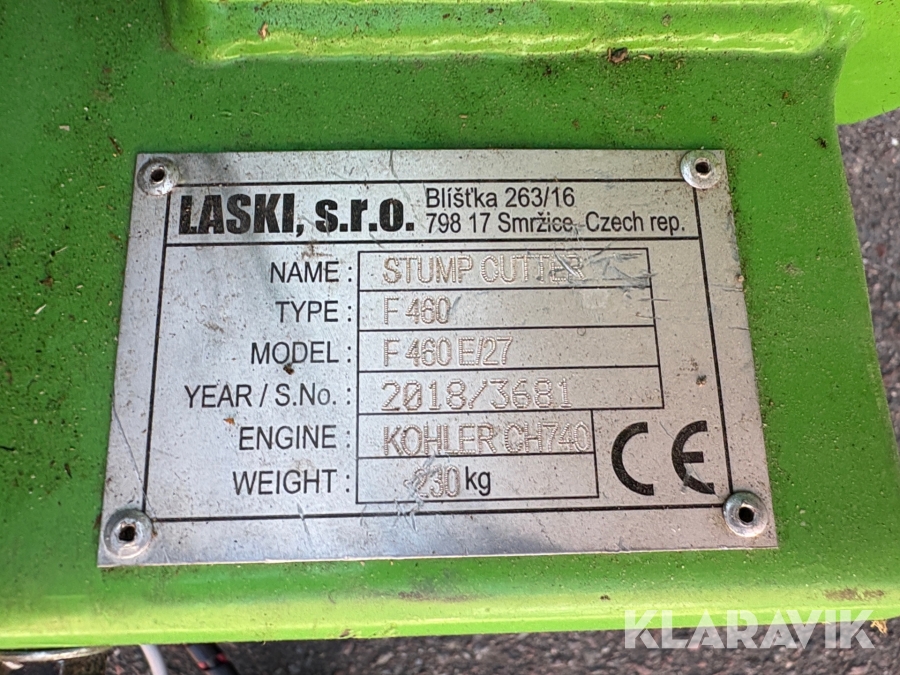 LASKI, s.r.o.
Blíšťka 263/16
798 17 Smržice, Czech rep.
NAME : STUMP CUTTER
TYPE : F 460
MODEL : F 460 E/27
YEAR / S.No. : 2018/3681
ENGINE : KOHLER CH740
WEIGHT : 230 kg
CE
KLARAVIK